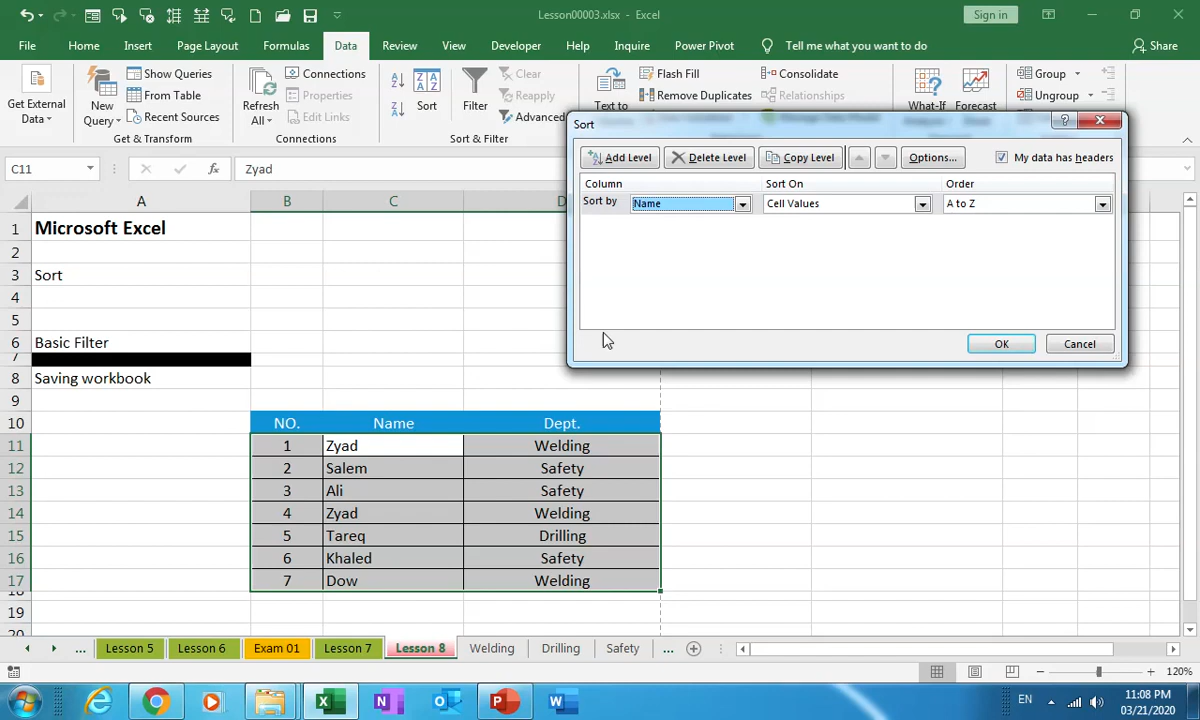 Lesson00003.xlsx - Excel
Sign in
File Home Insert Page Layout Formulas Data Review View Developer Help Inquire Power Pivot Tell me what you want to do Share
Get External Data
New Query
Show Queries
From Table
Recent Sources
Get & Transform
Refresh All
Connections
Properties
Edit Links
Connections
Sort
Filter
Clear
Reapply
Advanced
Sort & Filter
Text to
Flash Fill
Remove Duplicates
Consolidate
Relationships
What-If
Forecast
Group
Ungroup
Sort
Add Level Delete Level Copy Level Options... My data has headers
Column Sort On Order
Sort by Name Cell Values A to Z
OK Cancel
C11 fx Zyad
A B C D
1 Microsoft Excel
2
3 Sort
4
5
6 Basic Filter
7
8 Saving workbook
9
10 NO. Name Dept.
11 1 Zyad Welding
12 2 Salem Safety
13 3 Ali Safety
14 4 Zyad Welding
15 5 Tareq Drilling
16 6 Khaled Safety
17 7 Dow Welding
18
19
20
... Lesson 5 Lesson 6 Exam 01 Lesson 7 Lesson 8 Welding Drilling Safety ...
120%
EN 11:08 PM
03/21/2020